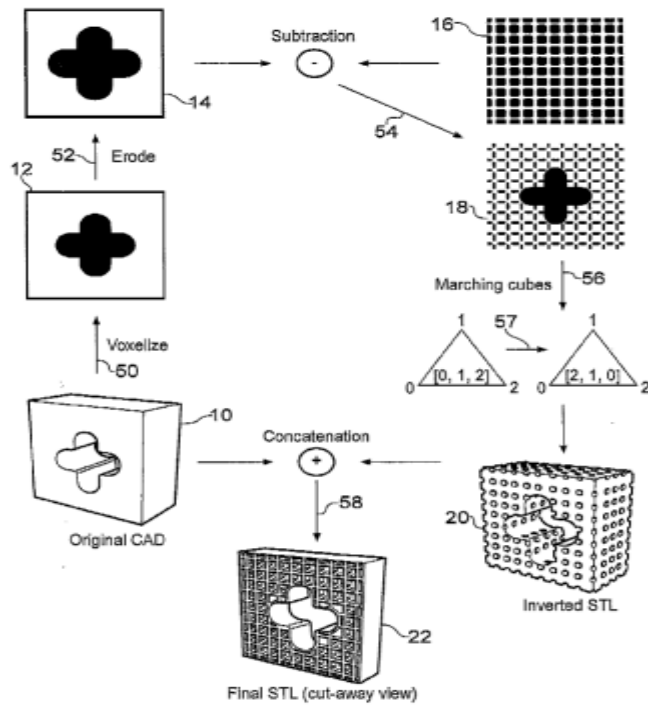 Subtraction
-
16
14
54
52
Erode
12
18
Marching cubes
56
57
1
1
[0, 1, 2]
[2, 1, 0]
0
2
0
2
Voxelize
50
10
Concatenation
+
58
20
Original CAD
Inverted STL
22
Final STL (cut-away view)